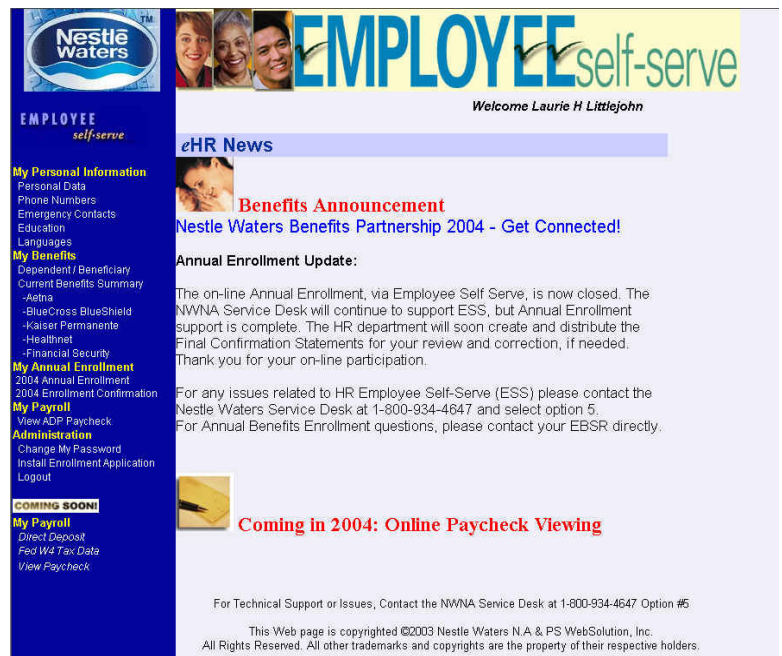 Nestlé
Waters
TM
EMPLOYEE self-serve
Welcome Laurie H Littlejohn
EMPLOYEE
self-serve
My Personal Information
Personal Data
Phone Numbers
Emergency Contacts
Education
Languages
My Benefits
Dependent / Beneficiary
Current Benefits Summary
-Aetna
-BlueCross BlueShield
-Kaiser Permanente
-Healthnet
-Financial Security
My Annual Enrollment
2004 Annual Enrollment
2004 Enrollment Confirmation
My Payroll
View ADP Paycheck
Administration
Change My Password
Install Enrollment Application
Logout
COMING SOON!
My Payroll
Direct Deposit
Fed W4 Tax Data
View Paycheck
eHR News
Benefits Announcement
Nestle Waters Benefits Partnership 2004 - Get Connected!
Annual Enrollment Update:
The on-line Annual Enrollment, via Employee Self Serve, is now closed. The
NWNA Service Desk will continue to support ESS, but Annual Enrollment
support is complete. The HR department will soon create and distribute the
Final Confirmation Statements for your review and correction, if needed.
Thank you for your on-line participation.
For any issues related to HR Employee Self-Serve (ESS) please contact the
Nestle Waters Service Desk at 1-800-934-4647 and select option 5.
For Annual Benefits Enrollment questions, please contact your EBSR directly.
Coming in 2004: Online Paycheck Viewing
For Technical Support or Issues, Contact the NWNA Service Desk at 1-800-934-4647 Option #5
This Web page is copyrighted ©2003 Nestle Waters N.A & PS WebSolution, Inc.
All Rights Reserved. All other trademarks and copyrights are the property of their respective holders.